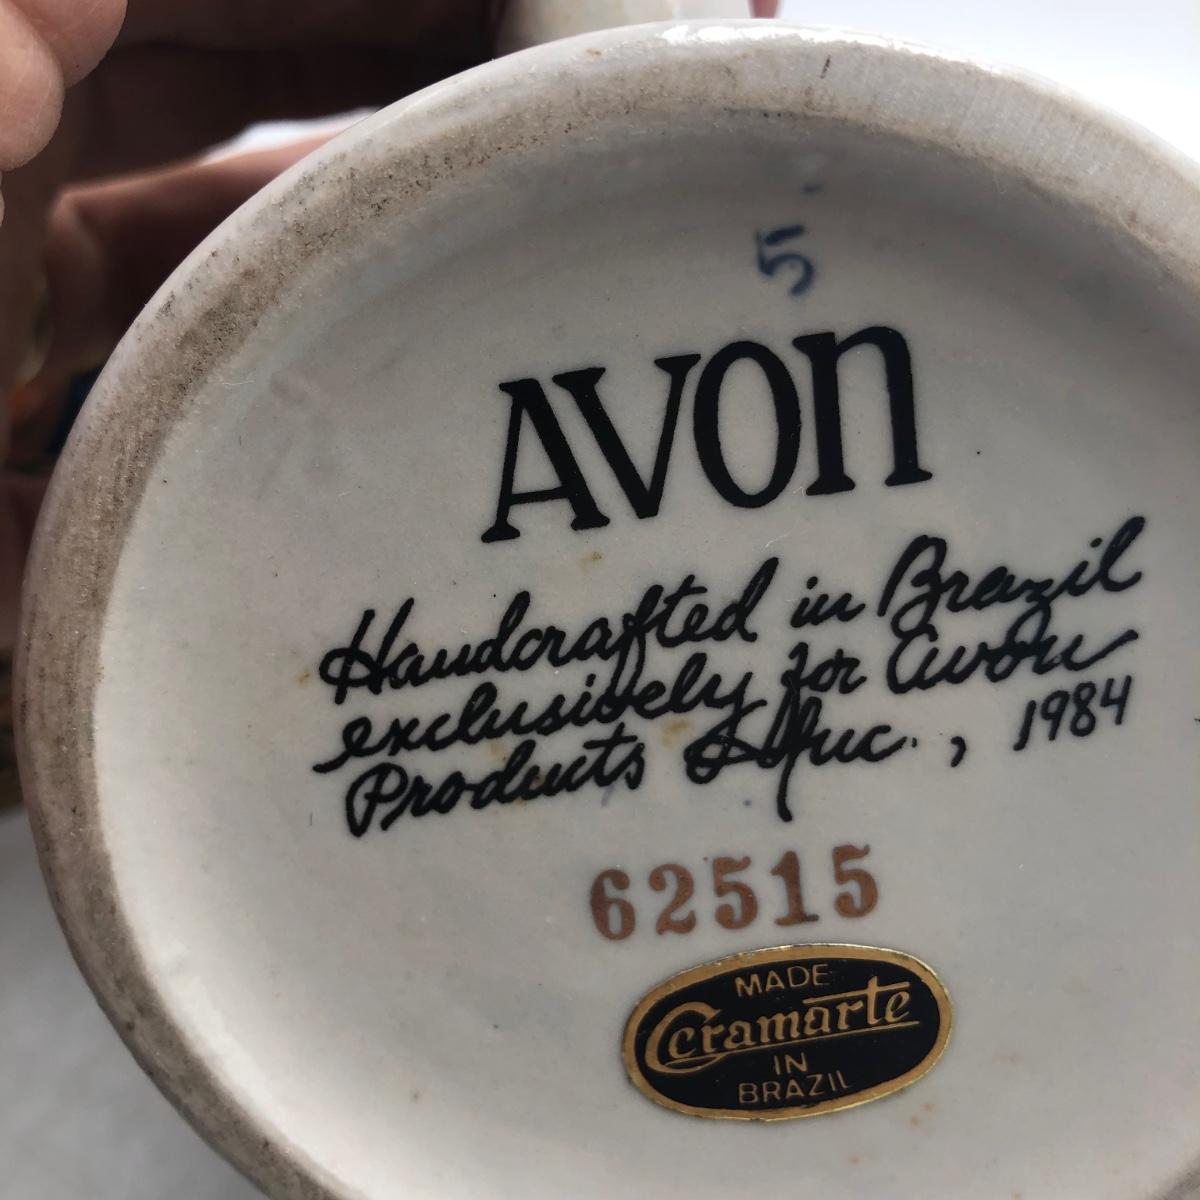 5
AVON
Handcrafted in Brazil
exclusively for Avon
Products Inc., 1984
62515
MADE
Ceramarte
IN
BRAZIL